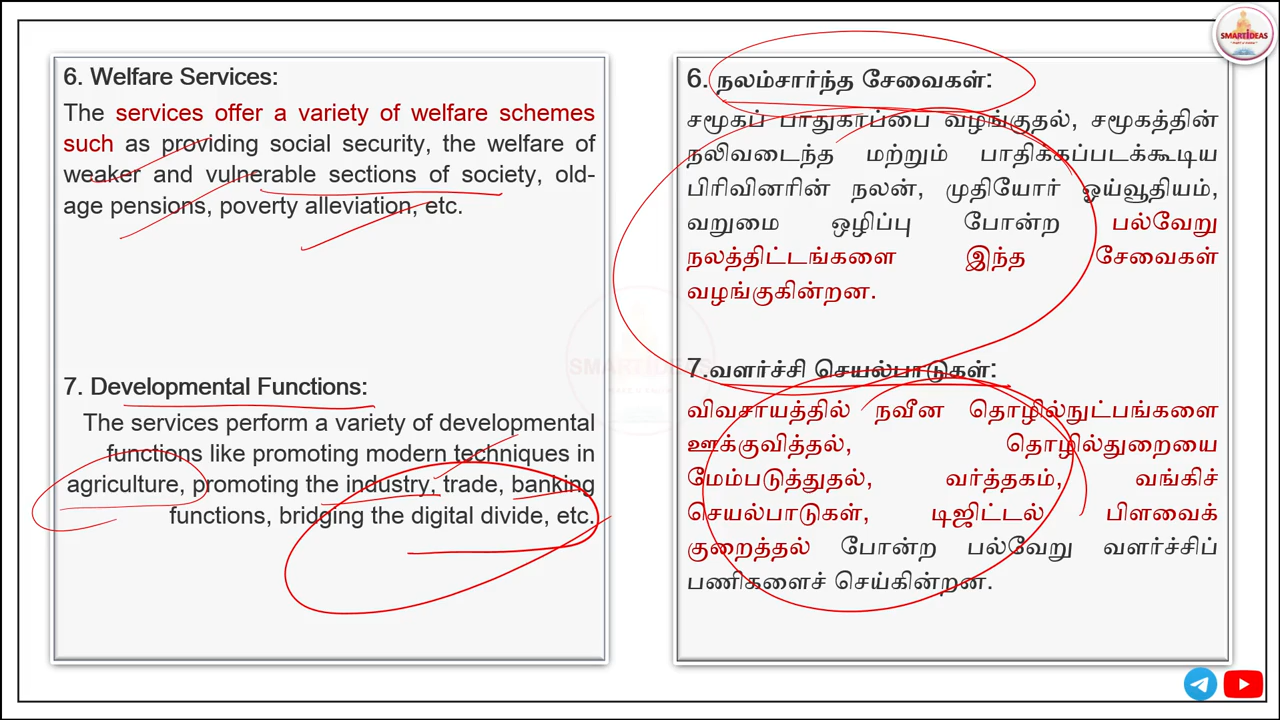 SMARTIDEAS
6. Welfare Services:
The services offer a variety of welfare schemes
such as providing social security, the welfare of
weaker and vulnerable sections of society, old-
age pensions, poverty alleviation, etc.
7. Developmental Functions:
The services perform a variety of developmental
functions like promoting modern techniques in
agriculture, promoting the industry, trade, banking
functions, bridging the digital divide, etc.
6. நலம்சார்ந்த சேவைகள்:
சமூகப் பாதுகாப்பை வழங்குதல், சமூகத்தின்
நலிவடைந்த மற்றும் பாதிக்கப்படக்கூடிய
பிரிவினரின் நலன், முதியோர் ஓய்வூதியம்,
வறுமை ஒழிப்பு போன்ற பல்வேறு
நலத்திட்டங்களை இந்த சேவைகள்
வழங்குகின்றன.
7.வளர்ச்சி செயல்பாடுகள்:
விவசாயத்தில் நவீன தொழில்நுட்பங்களை
ஊக்குவித்தல், தொழில்துறையை
மேம்படுத்துதல், வர்த்தகம், வங்கிச்
செயல்பாடுகள், டிஜிட்டல் பிளவைக்
குறைத்தல் போன்ற பல்வேறு வளர்ச்சிப்
பணிகளைச் செய்கின்றன.
SMARTIDEAS